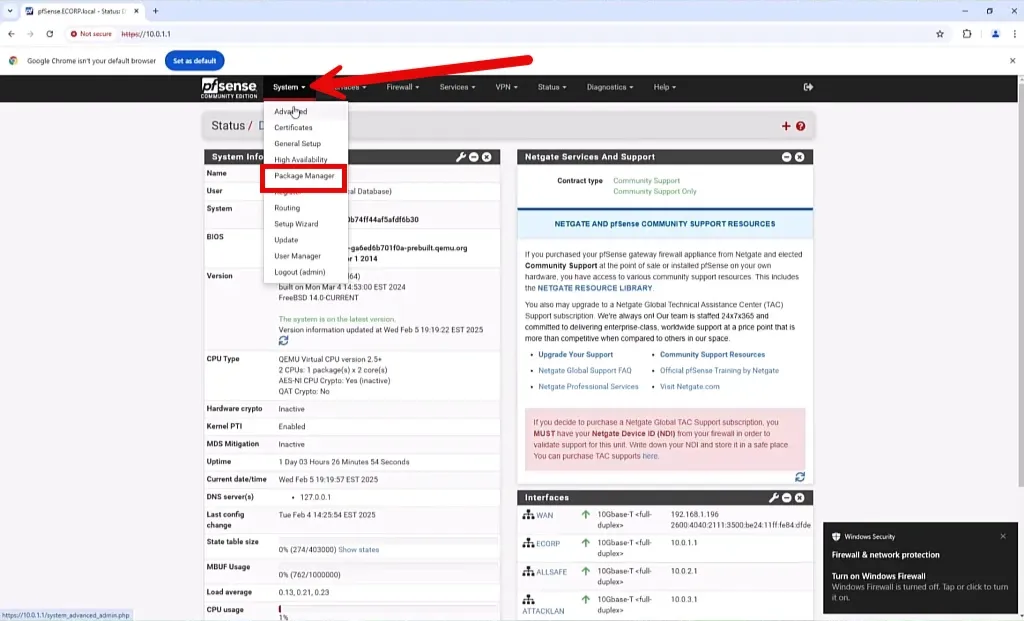 pfSense.ECORP.local - Status: D
Not secure
https://10.0.1.1
Google Chrome isn't your default browser
Set as default
pfsense
COMMUNITY EDITION
System
Firewall
Services
VPN
Status
Diagnostics
Help
Status /
Advanced
Certificates
General Setup
High Availability
Package Manager
Routing
Setup Wizard
Update
User Manager
Logout (admin)
System Info
Name
User
al Database)
System
0b74ff44af5afdf6b30
BIOS
-ga6ed6b701f0a-prebuilt.qemu.org
r 1 2014
Version
64)
built on Mon Mar 4 14:53:00 EST 2024
FreeBSD 14.0-CURRENT
The system is on the latest version.
Version information updated at Wed Feb 5 19:19:22 EST 2025
CPU Type
QEMU Virtual CPU version 2.5+
2 CPUs: 1 package(s) x 2 core(s)
AES-NI CPU Crypto: Yes (inactive)
QAT Crypto: No
Hardware crypto
Inactive
Kernel PTI
Enabled
MDS Mitigation
Inactive
Uptime
1 Day 03 Hours 26 Minutes 54 Seconds
Current date/time
Wed Feb 5 19:19:57 EST 2025
DNS server(s)
• 127.0.0.1
Last config
change
Tue Feb 4 14:25:54 EST 2025
State table size
0% (274/403000) Show states
MBUF Usage
0% (762/1000000)
Load average
0.13, 0.21, 0.23
CPU usage
1%
Netgate Services And Support
Contract type
Community Support
Community Support Only
NETGATE AND pfSense COMMUNITY SUPPORT RESOURCES
If you purchased your pfSense gateway firewall appliance from Netgate and elected
Community Support at the point of sale or installed pfSense on your own
hardware, you have access to various community support resources. This includes
the NETGATE RESOURCE LIBRARY.
You also may upgrade to a Netgate Global Technical Assistance Center (TAC)
Support subscription. We're always on! Our team is staffed 24x7x365 and
committed to delivering enterprise-class, worldwide support at a price point that is
more than competitive when compared to others in our space.
• Upgrade Your Support
• Community Support Resources
• Netgate Global Support FAQ
• Official pfSense Training by Netgate
• Netgate Professional Services
• Visit Netgate.com
If you decide to purchase a Netgate Global TAC Support subscription, you
MUST have your Netgate Device ID (NDI) from your firewall in order to
validate support for this unit. Write down your NDI and store it in a safe place.
You can purchase TAC supports here.
Interfaces
WAN
10Gbase-T <full-
duplex>
192.168.1.196
2600:4040:2111:3500:be24:11ff:fe84:dfde
ECORP
10Gbase-T <full-
duplex>
10.0.1.1
ALLSAFE
10Gbase-T <full-
duplex>
10.0.2.1
ATTACKLAN
10Gbase-T <full-
duplex>
10.0.3.1
Windows Security
Firewall & network protection
Turn on Windows Firewall
Windows Firewall is turned off. Tap or click to turn
it on.
https://10.0.1.1/system_advanced_admin.php